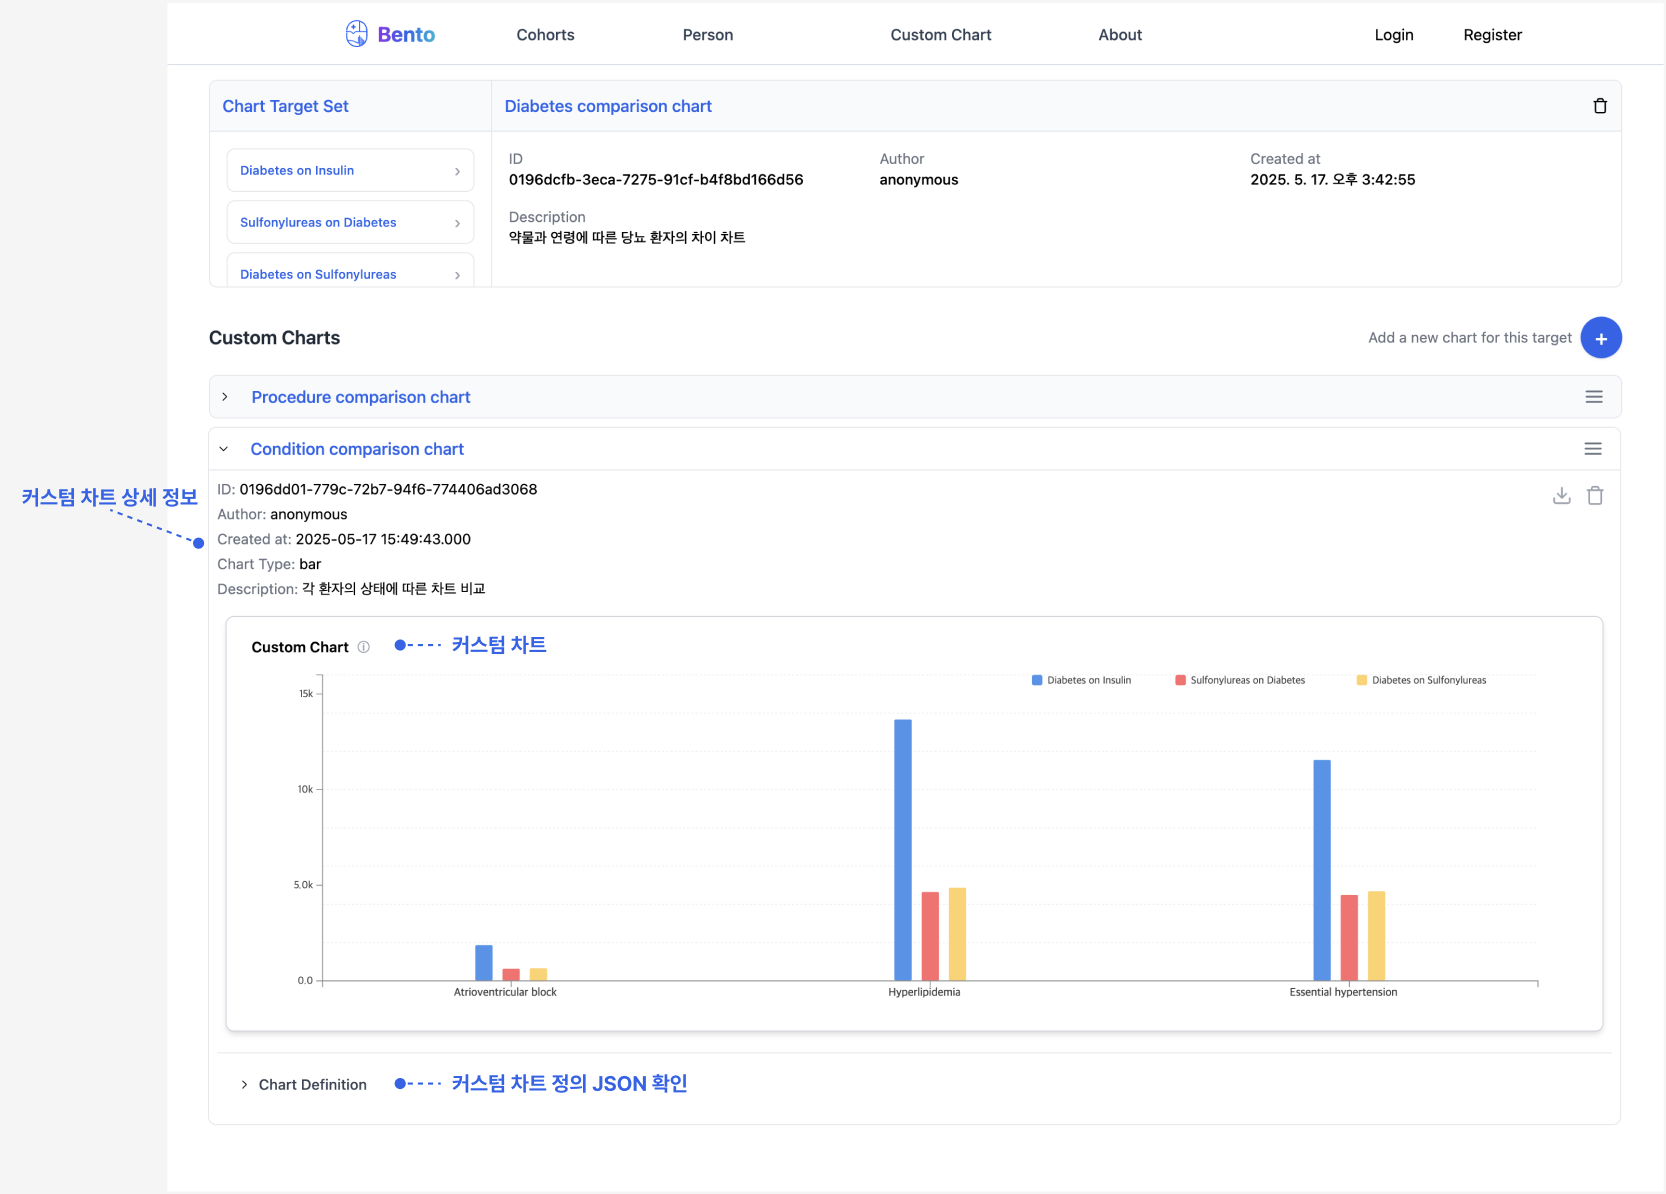 Bento
Cohorts
Person
Custom Chart
About
Login
Register
Chart Target Set
Diabetes on Insulin
Sulfonylureas on Diabetes
Diabetes on Sulfonylureas
Diabetes comparison chart
ID
0196dcfb-3eca-7275-91cf-b4f8bd166d56
Author
anonymous
Created at
2025. 5. 17. 오후 3:42:55
Description
약물과 연령에 따른 당뇨 환자의 차이 차트
Custom Charts
Add a new chart for this target
Procedure comparison chart
Condition comparison chart
커스텀 차트 상세 정보
ID: 0196dd01-779c-72b7-94f6-774406ad3068
Author: anonymous
Created at: 2025-05-17 15:49:43.000
Chart Type: bar
Description: 각 환자의 상태에 따른 차트 비교
Custom Chart
커스텀 차트
Diabetes on Insulin
Sulfonylureas on Diabetes
Diabetes on Sulfonylureas
15k
10k
5.0k
0.0
Atrioventricular block
Hyperlipidemia
Essential hypertension
Chart Definition
커스텀 차트 정의 JSON 확인